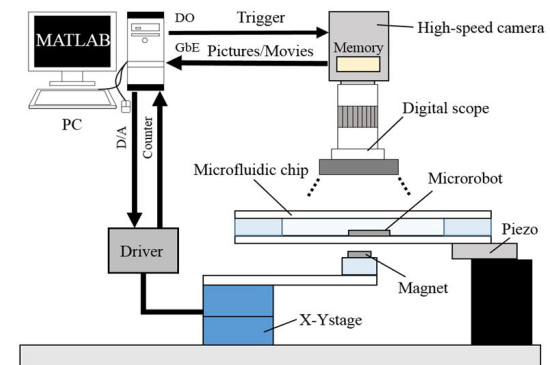 DO
Trigger
High-speed camera
MATLAB
GbE
Pictures/Movies
Memory
PC
D/A
Counter
Digital scope
Microfluidic chip
Microrobot
Driver
Piezo
Magnet
X-Ystage